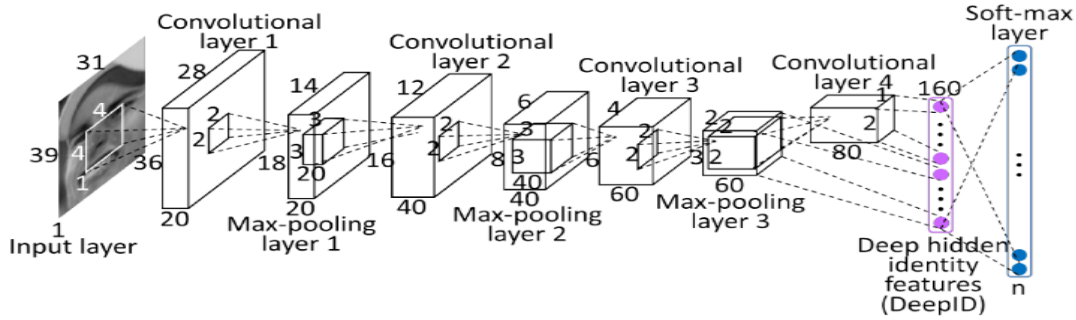 Soft-max
layer
Convolutional
layer 1
Convolutional
layer 2
Convolutional
layer 3
Convolutional
layer 4
31
39
1
4
4
1
Input layer
28
36
20
2
2
14
18
20
3
3
20
Max-pooling
layer 1
12
16
40
2
2
6
8
40
3
3
40
Max-pooling
layer 2
4
6
60
2
2
2
3
60
2
2
Max-pooling
layer 3
1
2
80
160
Deep hidden
identity
features
(DeepID)
n